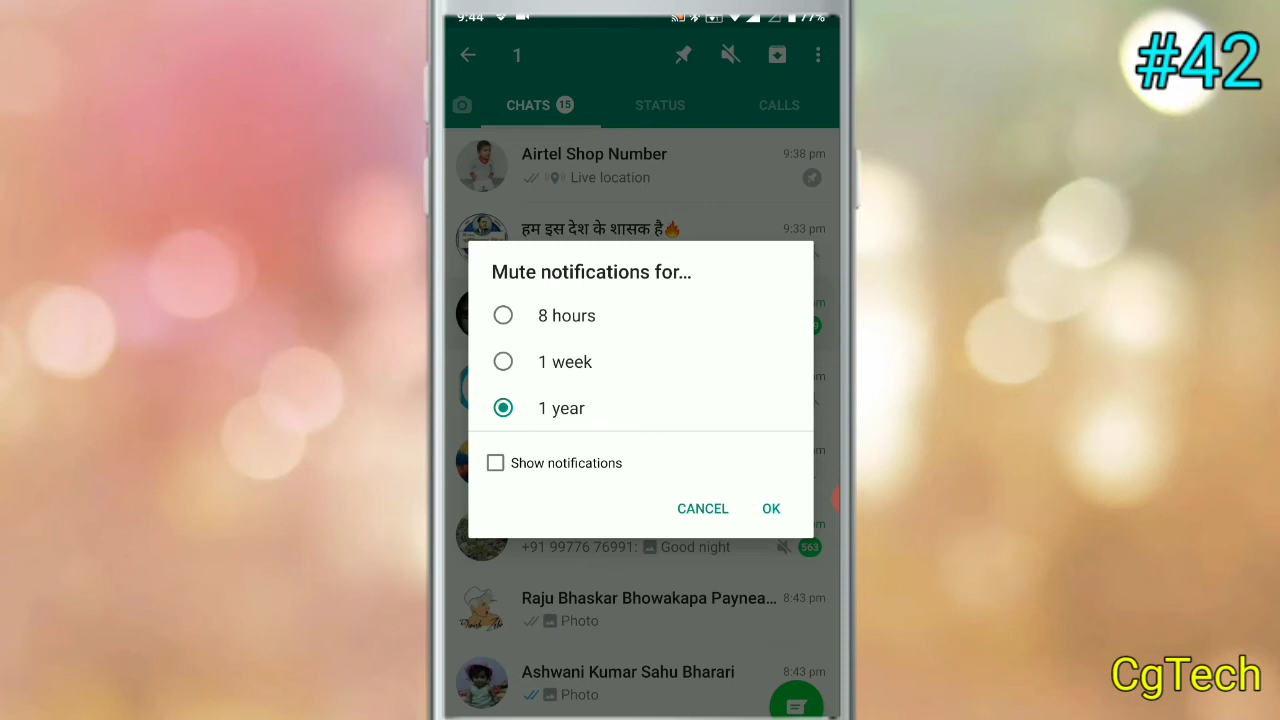 #42
9:44
77%
1
CHATS 15
STATUS
CALLS
Airtel Shop Number
9:38 pm
Live location
हम इस देश के शासक है🔥
9:33 pm
Mute notifications for...
8 hours
1 week
1 year
Show notifications
CANCEL
OK
+91 99776 76991: Good night
563
Raju Bhaskar Bhowakapa Paynea...
8:43 pm
Photo
Ashwani Kumar Sahu Bharari
8:43 pm
Photo
CgTech